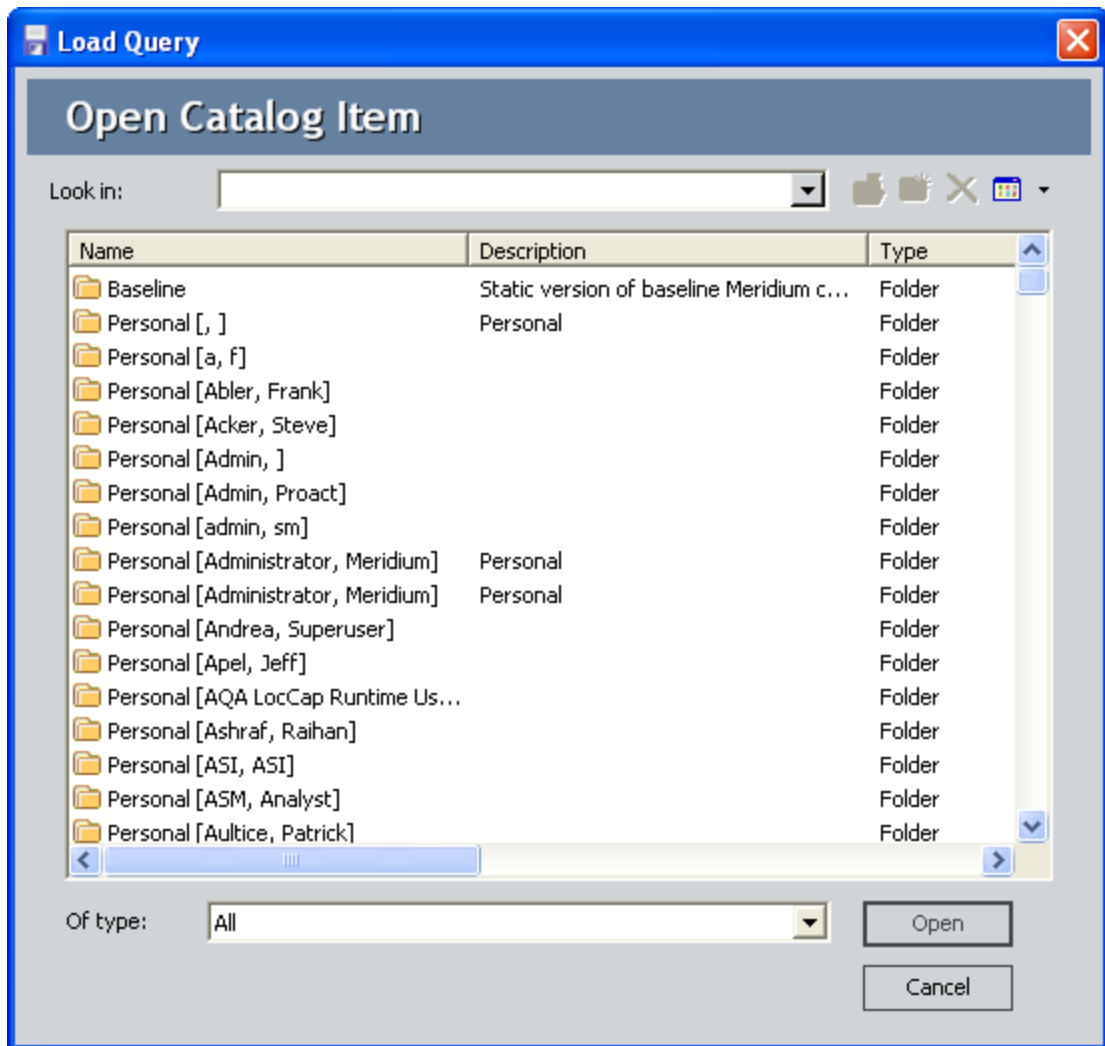 Load Query
Open Catalog Item
Look in:
Name Description Type
Baseline Static version of baseline Meridium c... Folder
Personal [, ] Personal Folder
Personal [a, f] Folder
Personal [Abler, Frank] Folder
Personal [Acker, Steve] Folder
Personal [Admin, ] Folder
Personal [Admin, Proact] Folder
Personal [admin, sm] Folder
Personal [Administrator, Meridium] Personal Folder
Personal [Administrator, Meridium] Personal Folder
Personal [Andrea, Superuser] Folder
Personal [Apel, Jeff] Folder
Personal [AQA LocCap Runtime Us... Folder
Personal [Ashraf, Raihan] Folder
Personal [ASI, ASI] Folder
Personal [ASM, Analyst] Folder
Personal [Aultice, Patrick] Folder
Of type: All Open
Cancel